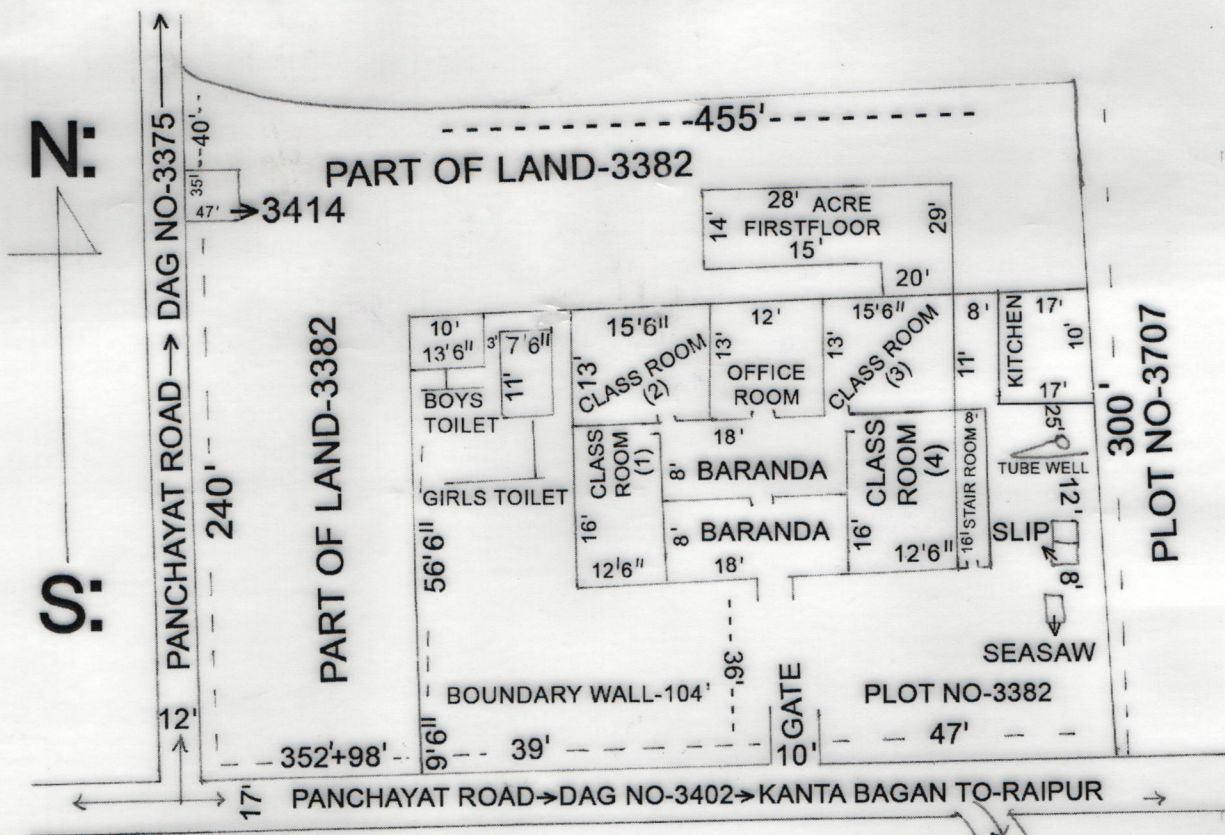 N:
S:
PANCHAYAT ROAD→DAG NO-3375
12'
40'
35'
47' →3414
455'
PART OF LAND-3382
240'
PART OF LAND-3382
28' ACRE
FIRSTFLOOR
15'
14'
29'
20'
10'
13'6"
3'
7'6"
11'
BOYS
TOILET
GIRLS TOILET
15'6"
13'
CLASS ROOM
(2)
12'
13'
OFFICE
ROOM
15'6"
13'
CLASS ROOM
(3)
8'
11'
KITCHEN
17'
10'
17'
25'
TUBE WELL
12'
SLIP
8'
SEASAW
CLASS
ROOM
(1)
16'
12'6"
18'
8'
BARANDA
8'
BARANDA
18'
CLASS
ROOM
(4)
16'
12'6"
8'
STAIR ROOM
16'
300'
PLOT NO-3707
56'6"
9'6"
BOUNDARY WALL-104'
36'
GATE
10'
PLOT NO-3382
352'+98'
39'
47'
17'
PANCHAYAT ROAD→DAG NO-3402→KANTA BAGAN TO-RAIPUR